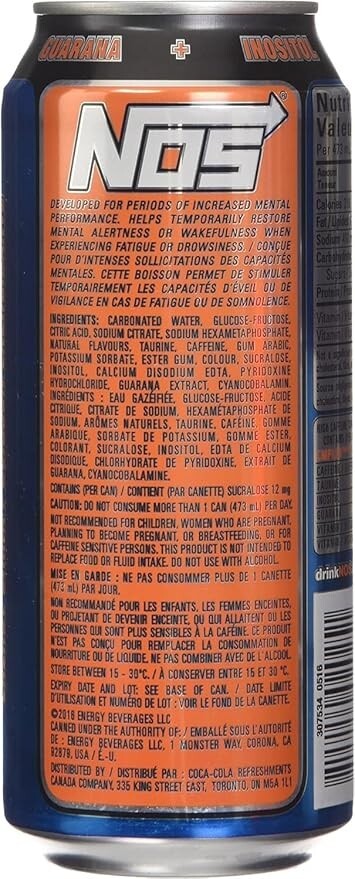 GUARANA + INOSITOL
NOS®
DEVELOPED FOR PERIODS OF INCREASED MENTAL
PERFORMANCE. HELPS TEMPORARILY RESTORE
MENTAL ALERTNESS OR WAKEFULNESS WHEN
EXPERIENCING FATIGUE OR DROWSINESS. / CONÇUE
POUR D'INTENSES SOLLICITATIONS DES CAPACITÉS
MENTALES. CETTE BOISSON PERMET DE STIMULER
TEMPORAIREMENT LES CAPACITÉS D'ÉVEIL OU DE
VIGILANCE EN CAS DE FATIGUE OU DE SOMNOLENCE.
INGREDIENTS: CARBONATED WATER, GLUCOSE-FRUCTOSE,
CITRIC ACID, SODIUM CITRATE, SODIUM HEXAMETAPHOSPHATE,
NATURAL FLAVOURS, TAURINE, CAFFEINE, GUM ARABIC,
POTASSIUM SORBATE, ESTER GUM, COLOUR, SUCRALOSE,
INOSITOL, CALCIUM DISODIUM EDTA, PYRIDOXINE
HYDROCHLORIDE, GUARANA EXTRACT, CYANOCOBALAMIN.
INGRÉDIENTS : EAU GAZÉIFIÉE, GLUCOSE-FRUCTOSE, ACIDE
CITRIQUE, CITRATE DE SODIUM, HEXAMÉTAPHOSPHATE DE
SODIUM, ARÔMES NATURELS, TAURINE, CAFÉINE, GOMME
ARABIQUE, SORBATE DE POTASSIUM, GOMME ESTER,
COLORANT, SUCRALOSE, INOSITOL, EDTA DE CALCIUM
DISODIQUE, CHLORHYDRATE DE PYRIDOXINE, EXTRAIT DE
GUARANA, CYANOCOBALAMINE.
CONTAINS (PER CAN) / CONTIENT (PAR CANETTE) SUCRALOSE 12 mg
CAUTION: DO NOT CONSUME MORE THAN 1 CAN (473 mL) PER DAY.
NOT RECOMMENDED FOR CHILDREN, WOMEN WHO ARE PREGNANT,
PLANNING TO BECOME PREGNANT, OR BREASTFEEDING, OR FOR
CAFFEINE SENSITIVE PERSONS. THIS PRODUCT IS NOT INTENDED TO
REPLACE FOOD OR FLUID INTAKE. DO NOT USE WITH ALCOHOL.
MISE EN GARDE : NE PAS CONSOMMER PLUS DE 1 CANETTE
(473 mL) PAR JOUR.
NON RECOMMANDÉ POUR LES ENFANTS, LES FEMMES ENCEINTES,
OU PROJETANT DE DEVENIR ENCEINTE, OU QUI ALLAITENT OU LES
PERSONNES QUI SONT PLUS SENSIBLES À LA CAFÉINE. CE PRODUIT
N'EST PAS CONÇU POUR REMPLACER LA CONSOMMATION DE
NOURRITURE OU DE LIQUIDE. NE PAS COMBINER AVEC DE L'ALCOOL.
STORE BETWEEN 15 - 30°C. / À CONSERVER ENTRE 15 ET 30 °C.
EXPIRY DATE AND LOT: SEE BASE OF CAN. / DATE LIMITE
D'UTILISATION ET NUMÉRO DE LOT : VOIR LE FOND DE LA CANETTE.
©2016 ENERGY BEVERAGES LLC
CANNED UNDER THE AUTHORITY OF: / EMBALLÉ SOUS L'AUTORITÉ
DE : ENERGY BEVERAGES LLC, 1 MONSTER WAY, CORONA, CA
92879, USA / É.-U.
DISTRIBUTED BY / DISTRIBUÉ PAR : COCA-COLA REFRESHMENTS
CANADA COMPANY, 335 KING STREET EAST, TORONTO, ON M5A 1L1
Nutri
Vale
Per 473 m
Calories
Fat / Lipides
Sodium
Protein / Pro
drinkNOS
307534 0516